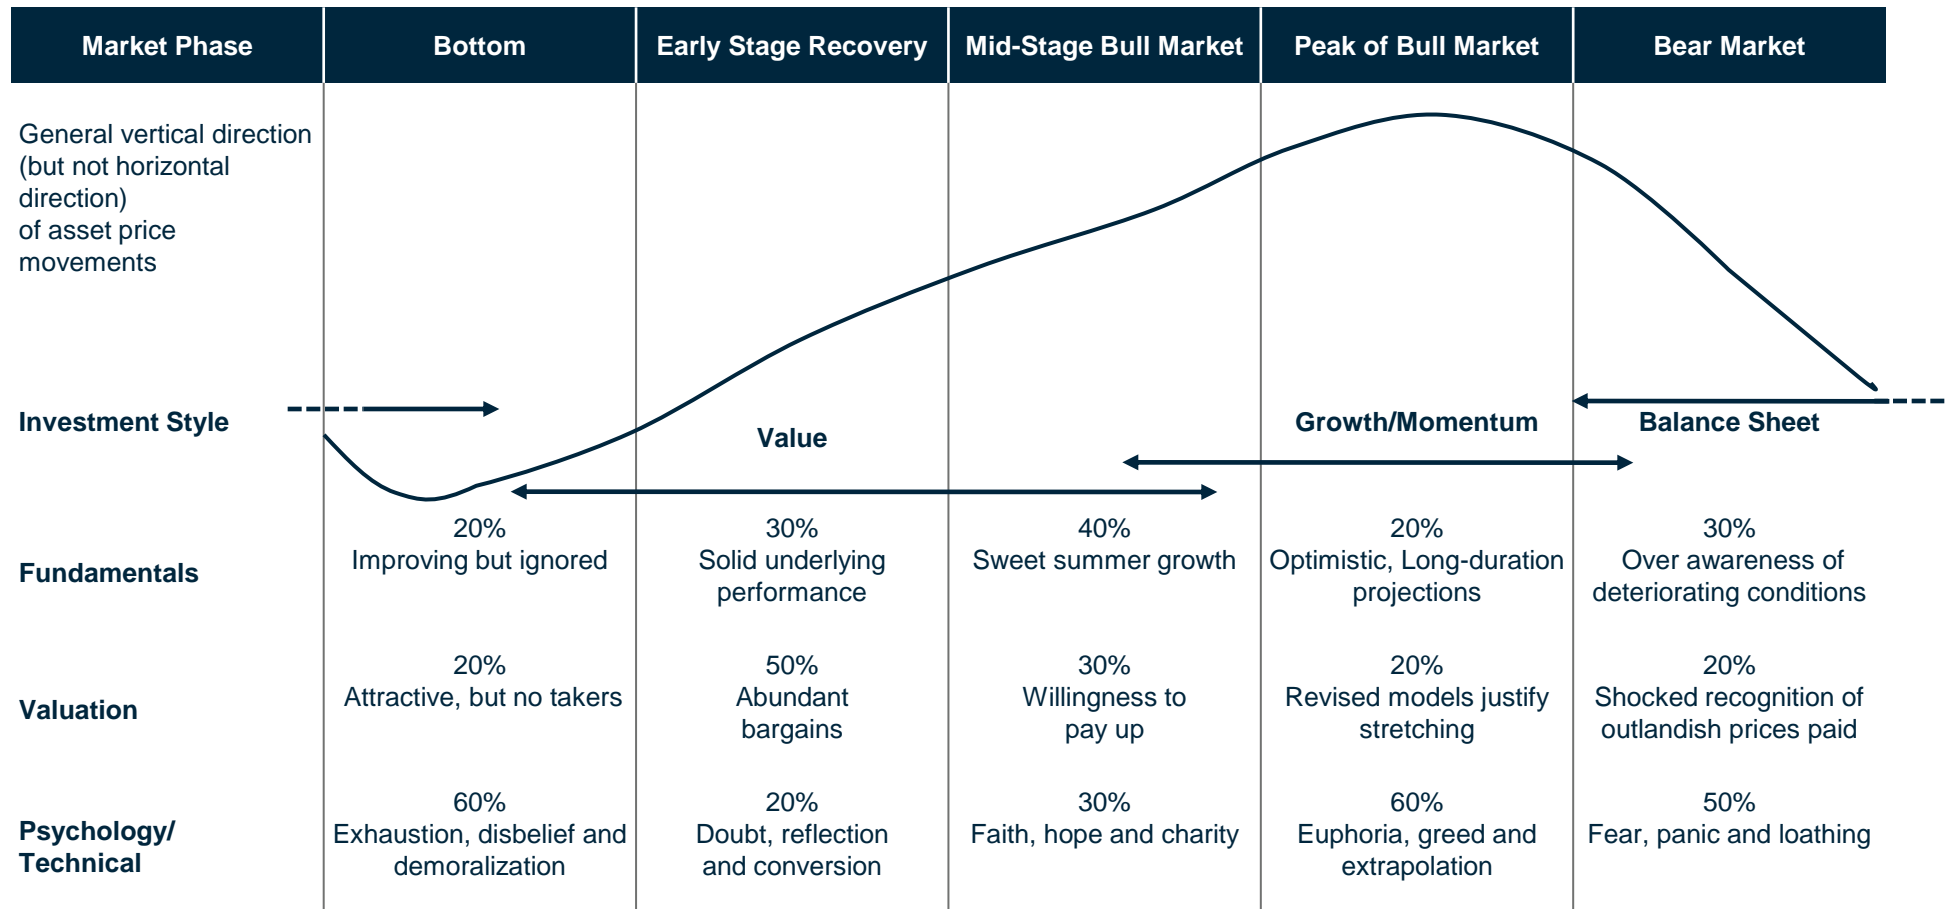 Market Phase
Bottom
Early Stage Recovery
Mid-Stage Bull Market
Peak of Bull Market
Bear Market
General vertical direction
(but not horizontal
direction)
of asset price
movements
Investment Style
Value
Growth/Momentum
Balance Sheet
Fundamentals
20%
Improving but ignored
30%
Solid underlying
performance
40%
Sweet summer growth
20%
Optimistic, Long-duration
projections
30%
Over awareness of
deteriorating conditions
Valuation
20%
Attractive, but no takers
50%
Abundant
bargains
30%
Willingness to
pay up
20%
Revised models justify
stretching
20%
Shocked recognition of
outlandish prices paid
Psychology/
Technical
60%
Exhaustion, disbelief and
demoralization
20%
Doubt, reflection
and conversion
30%
Faith, hope and charity
60%
Euphoria, greed and
extrapolation
50%
Fear, panic and loathing